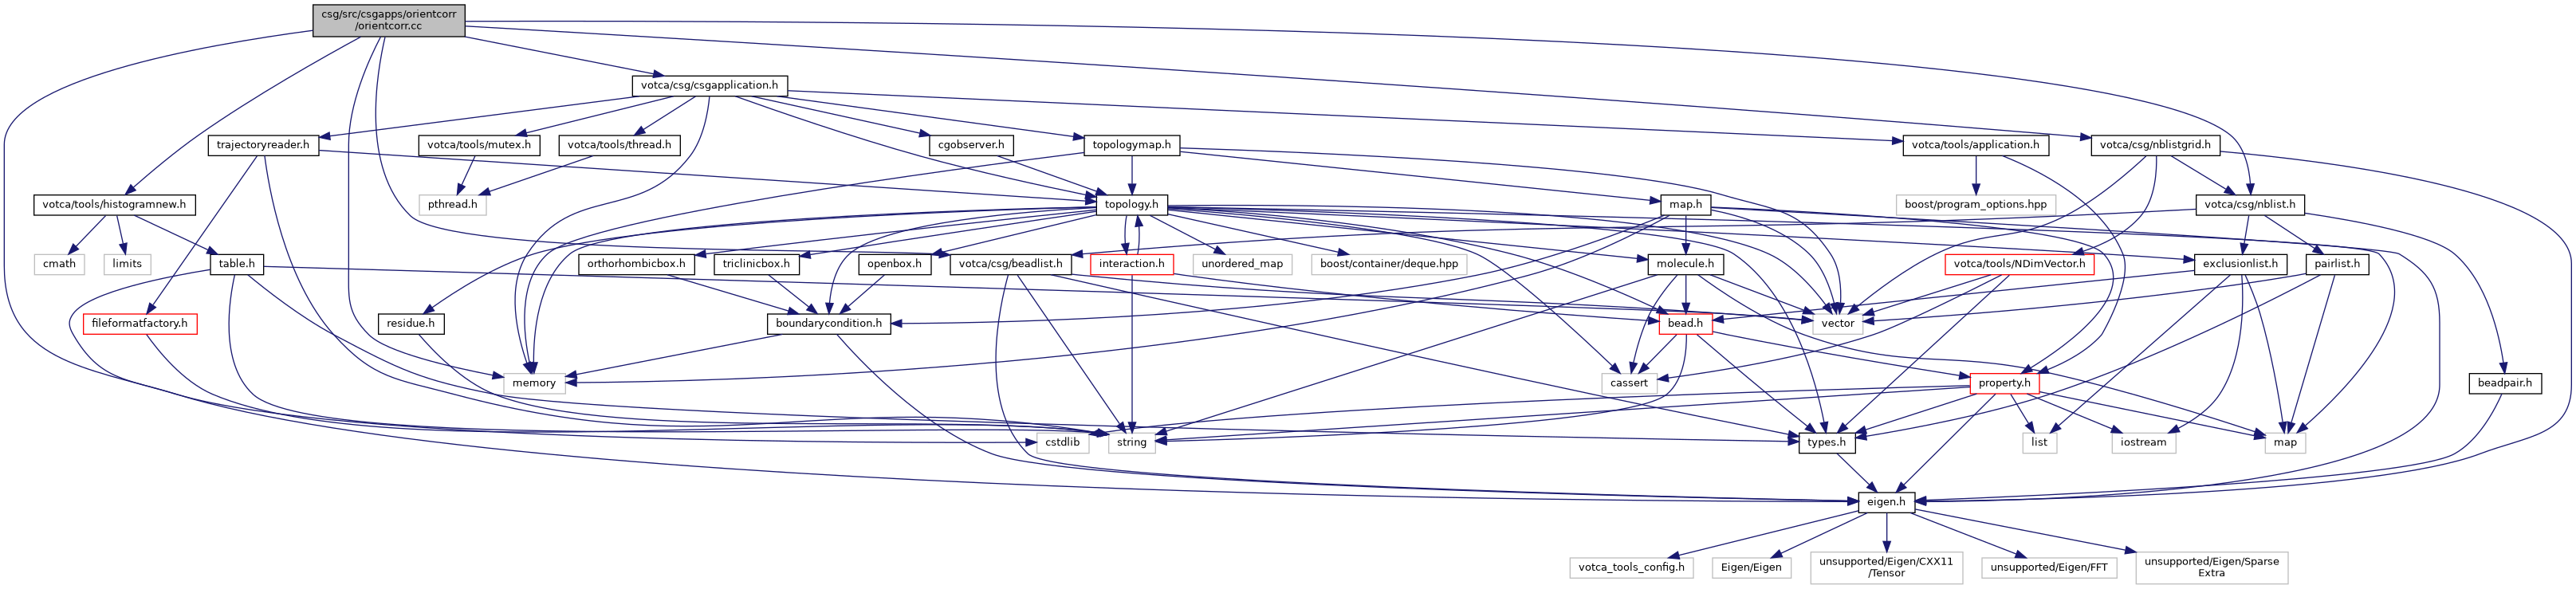 csg/src/csgapps/orientcorr
/orientcorr.cc
votca/csg/csgapplication.h
trajectoryreader.h
votca/tools/mutex.h
votca/tools/thread.h
cgobserver.h
topologymap.h
votca/tools/application.h
votca/csg/nblistgrid.h
votca/tools/histogramnew.h
pthread.h
topology.h
map.h
boost/program_options.hpp
votca/csg/nblist.h
cmath
limits
table.h
orthorhombicbox.h
triclinicbox.h
openbox.h
votca/csg/beadlist.h
interaction.h
unordered_map
boost/container/deque.hpp
molecule.h
votca/tools/NDimVector.h
exclusionlist.h
pairlist.h
fileformatfactory.h
residue.h
boundarycondition.h
bead.h
vector
memory
cassert
property.h
beadpair.h
cstdlib
string
types.h
list
iostream
map
eigen.h
votca_tools_config.h
Eigen/Eigen
unsupported/Eigen/CXX11
/Tensor
unsupported/Eigen/FFT
unsupported/Eigen/Sparse
Extra